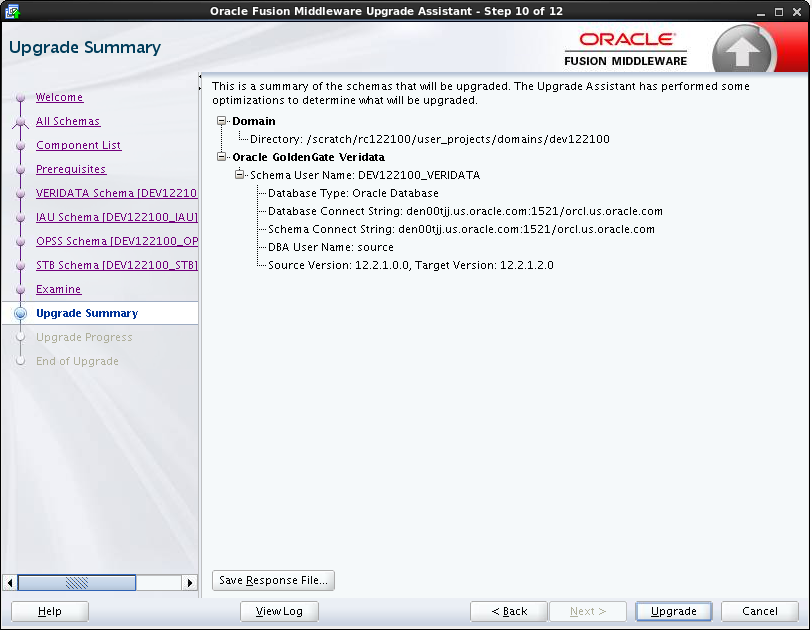 Oracle Fusion Middleware Upgrade Assistant - Step 10 of 12
Upgrade Summary
ORACLE
FUSION MIDDLEWARE
Welcome
All Schemas
Component List
Prerequisites
VERIDATA Schema [DEV12210
IAU Schema [DEV122100_IAU]
OPSS Schema [DEV122100_OP
STB Schema [DEV122100_STB]
Examine
Upgrade Summary
Upgrade Progress
End of Upgrade
This is a summary of the schemas that will be upgraded. The Upgrade Assistant has performed some
optimizations to determine what will be upgraded.
Domain
Directory: /scratch/rc122100/user_projects/domains/dev122100
Oracle GoldenGate Veridata
Schema User Name: DEV122100_VERIDATA
Database Type: Oracle Database
Database Connect String: den00tjj.us.oracle.com:1521/orcl.us.oracle.com
Schema Connect String: den00tjj.us.oracle.com:1521/orcl.us.oracle.com
DBA User Name: source
Source Version: 12.2.1.0.0, Target Version: 12.2.1.2.0
Save Response File...
Help
View Log
< Back
Next >
Upgrade
Cancel